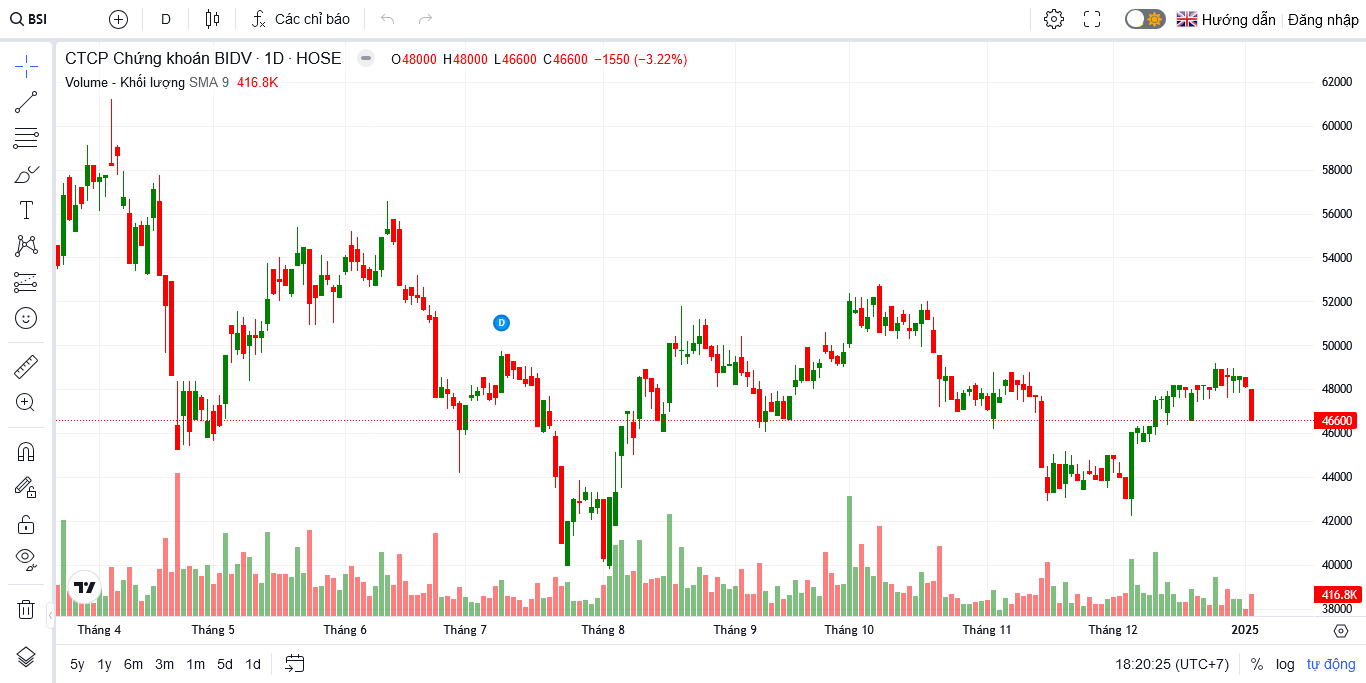 BSI D Các chỉ báo Hướng dẫn Đăng nhập
CTCP Chứng khoán BIDV · 1D · HOSE O48000 H48000 L46600 C46600 −1550 (−3.22%)
Volume - Khối lượng SMA 9 416.8K
62000
60000
58000
56000
54000
52000
50000
48000
46600
46000
44000
42000
40000
416.8K
38000
D
Tháng 4 Tháng 5 Tháng 6 Tháng 7 Tháng 8 Tháng 9 Tháng 10 Tháng 11 Tháng 12 2025
5y 1y 6m 3m 1m 5d 1d 18:20:25 (UTC+7) % log tự động